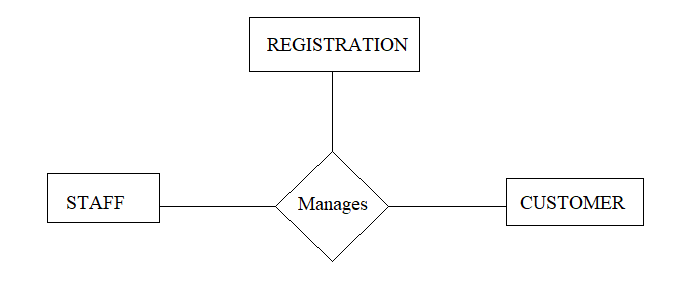 REGISTRATION
STAFF
Manages
CUSTOMER